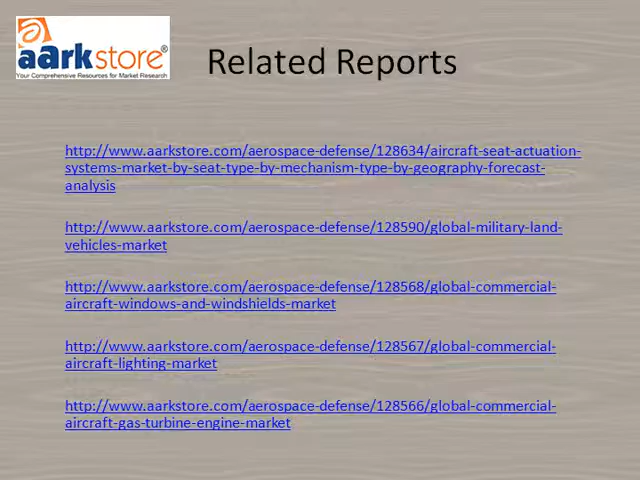 aarkstore®
Your Comprehensive Resources for Market Research
Related Reports
http://www.aarkstore.com/aerospace-defense/128634/aircraft-seat-actuation-
systems-market-by-seat-type-by-mechanism-type-by-geography-forecast-
analysis
http://www.aarkstore.com/aerospace-defense/128590/global-military-land-
vehicles-market
http://www.aarkstore.com/aerospace-defense/128568/global-commercial-
aircraft-windows-and-windshields-market
http://www.aarkstore.com/aerospace-defense/128567/global-commercial-
aircraft-lighting-market
http://www.aarkstore.com/aerospace-defense/128566/global-commercial-
aircraft-gas-turbine-engine-market